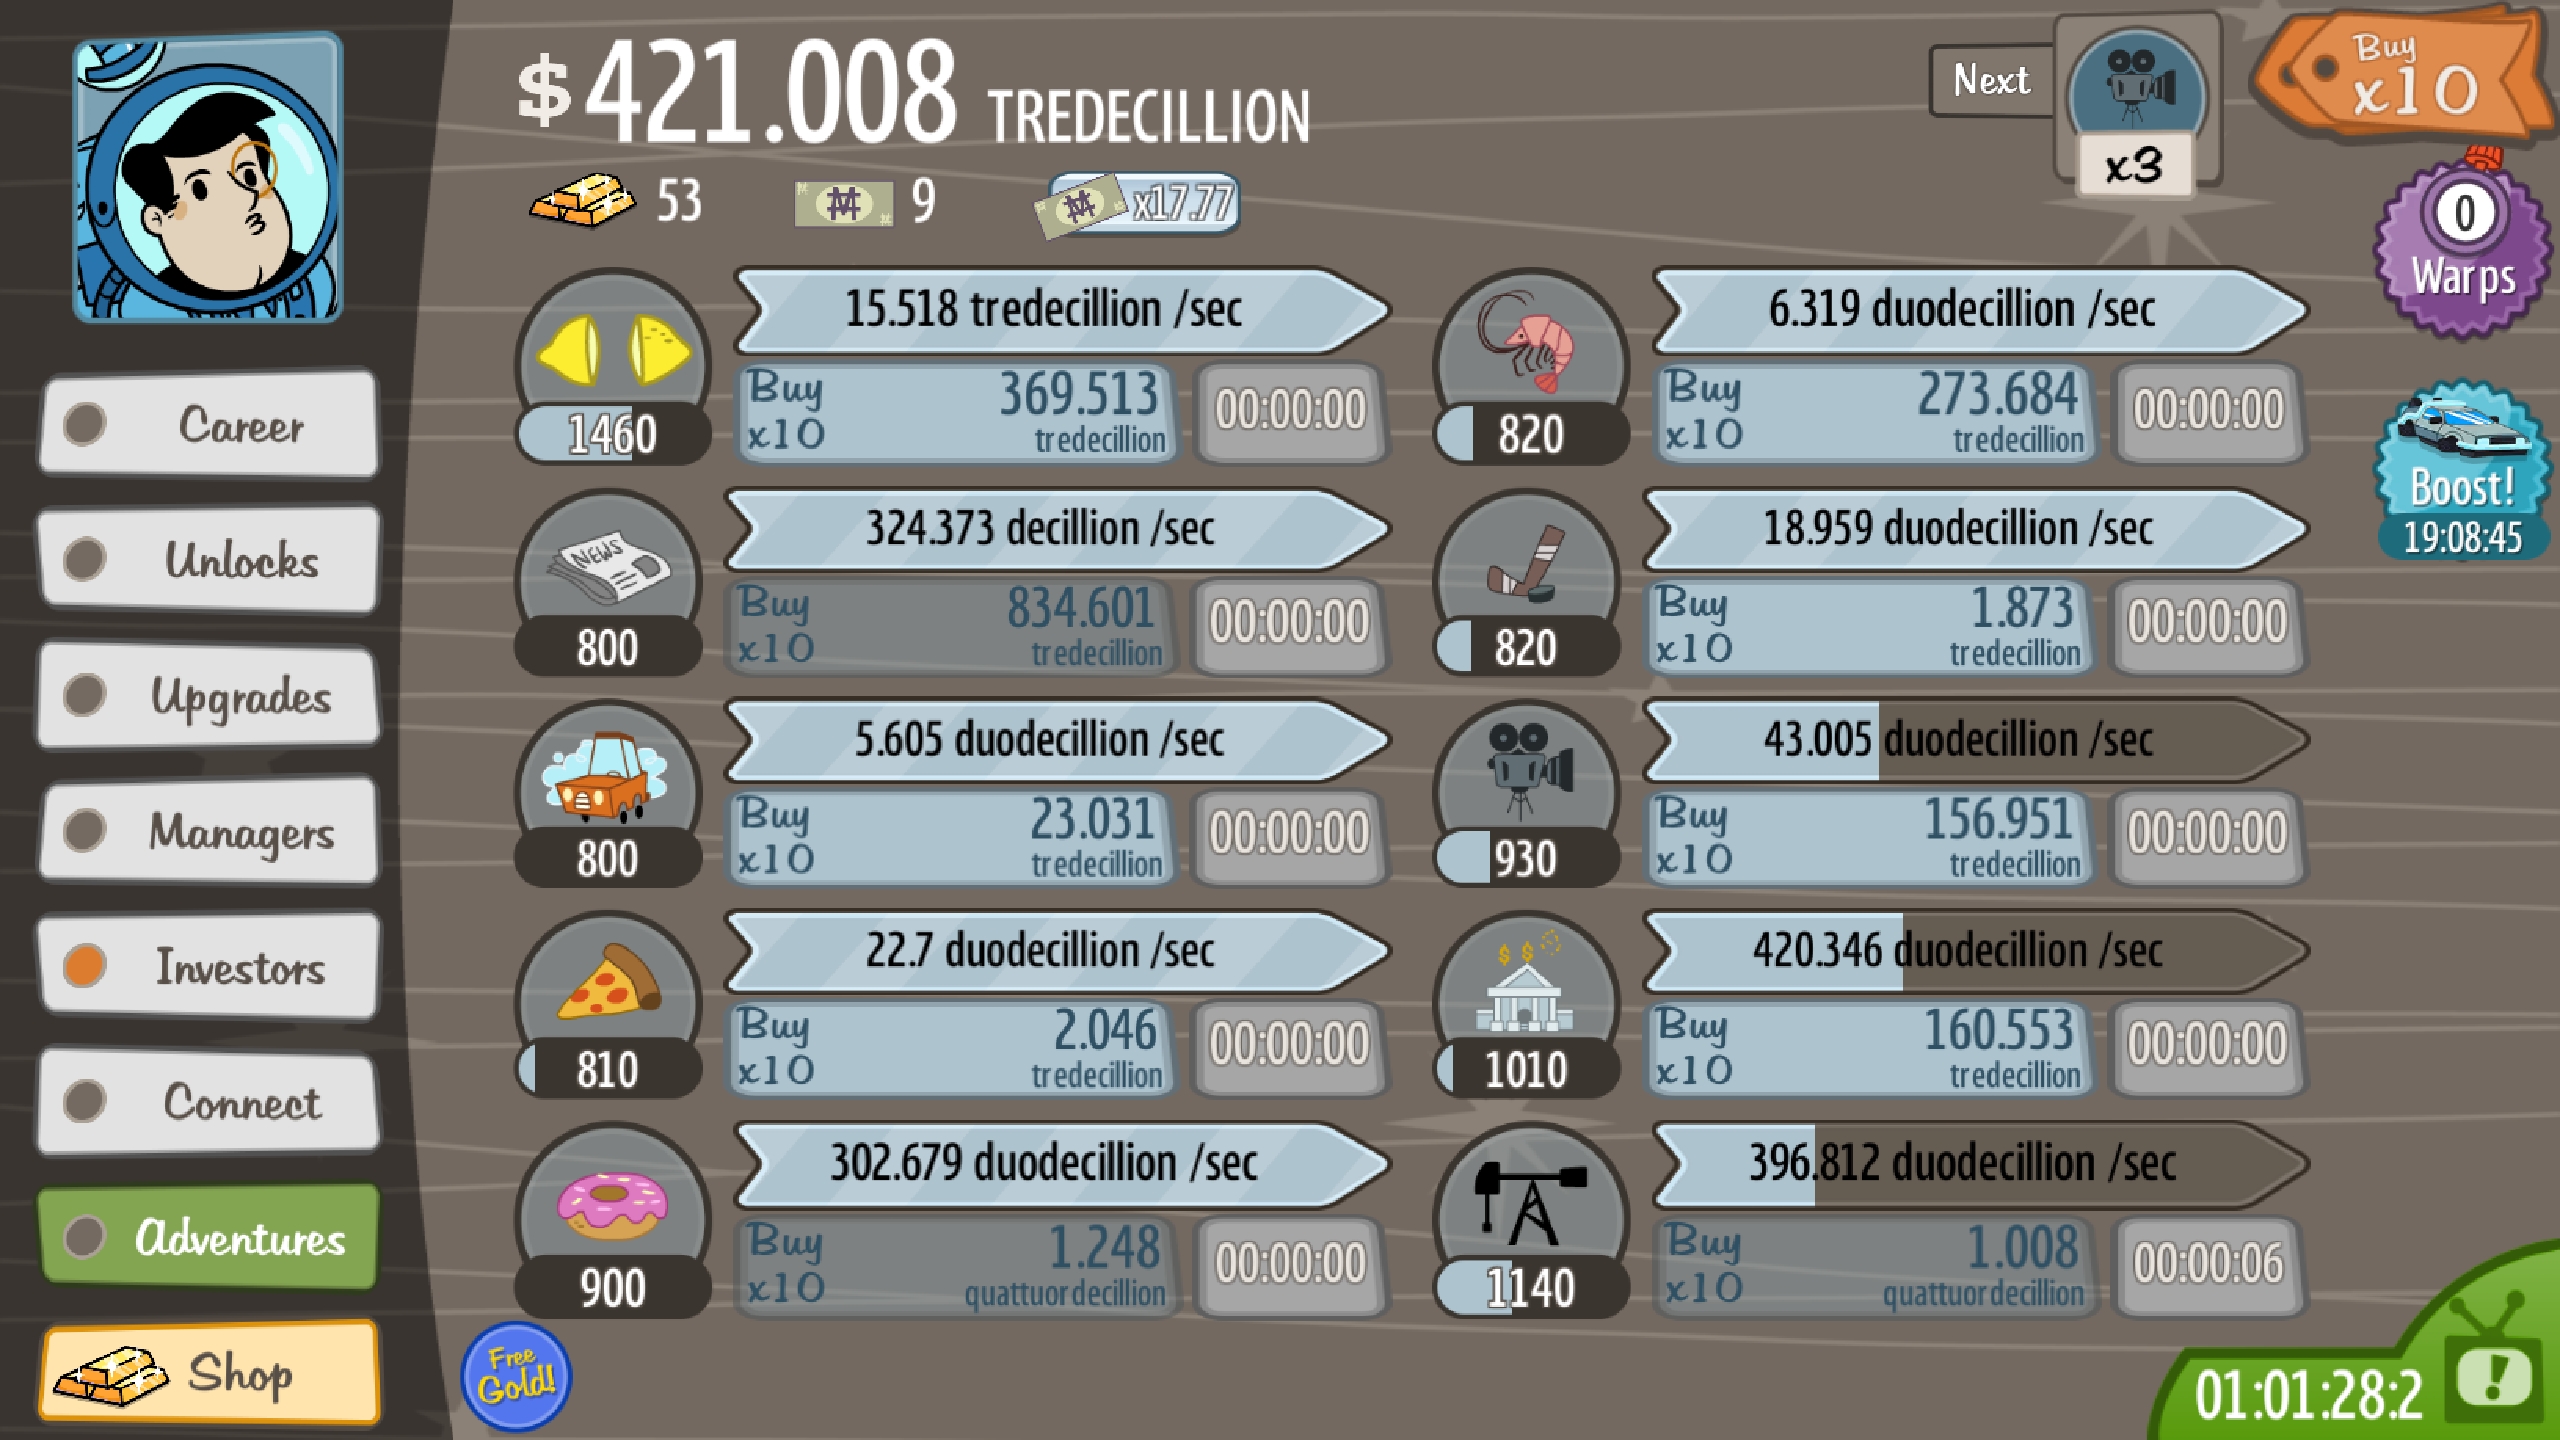 $421.008 TREDECILLION
53
9
x17.77
Next
x3
Buy
x10
0
Warps
Boost!
19:08:45
Career
Unlocks
Upgrades
Managers
Investors
Connect
Adventures
Shop
15.518 tredecillion /sec
1460
Buy
x10
369.513
tredecillion
00:00:00
NEWS
324.373 decillion /sec
800
Buy
x10
834.601
tredecillion
00:00:00
5.605 duodecillion /sec
800
Buy
x10
23.031
tredecillion
00:00:00
22.7 duodecillion /sec
810
Buy
x10
2.046
tredecillion
00:00:00
302.679 duodecillion /sec
900
Buy
x10
1.248
quattuordecillion
00:00:00
6.319 duodecillion /sec
820
Buy
x10
273.684
tredecillion
00:00:00
18.959 duodecillion /sec
820
Buy
x10
1.873
tredecillion
00:00:00
43.005 duodecillion /sec
930
Buy
x10
156.951
tredecillion
00:00:00
$ $
420.346 duodecillion /sec
1010
Buy
x10
160.553
tredecillion
00:00:00
396.812 duodecillion /sec
1140
Buy
x10
1.008
quattuordecillion
00:00:06
Free
Gold!
01:01:28:2
!